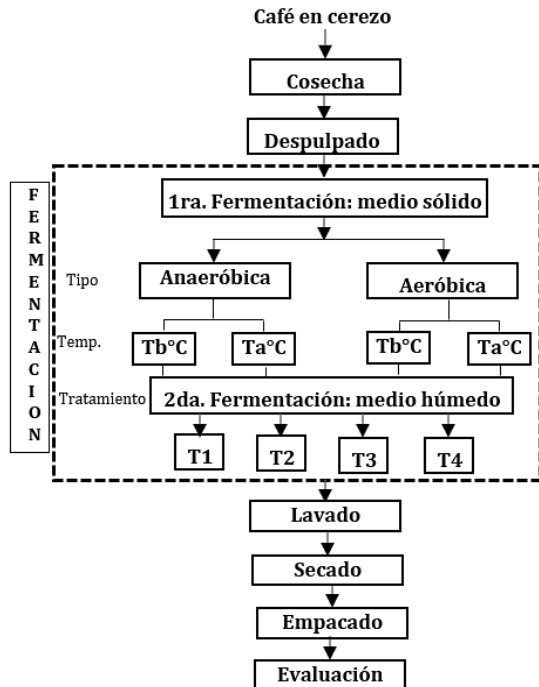 Café en cerezo
Cosecha
Despulpado
FERMENTACION
1ra. Fermentación: medio sólido
Tipo
Anaeróbica
Aeróbica
Temp.
Tb°C
Ta°C
Tb°C
Ta°C
Tratamiento
2da. Fermentación: medio húmedo
T1
T2
T3
T4
Lavado
Secado
Empacado
Evaluación